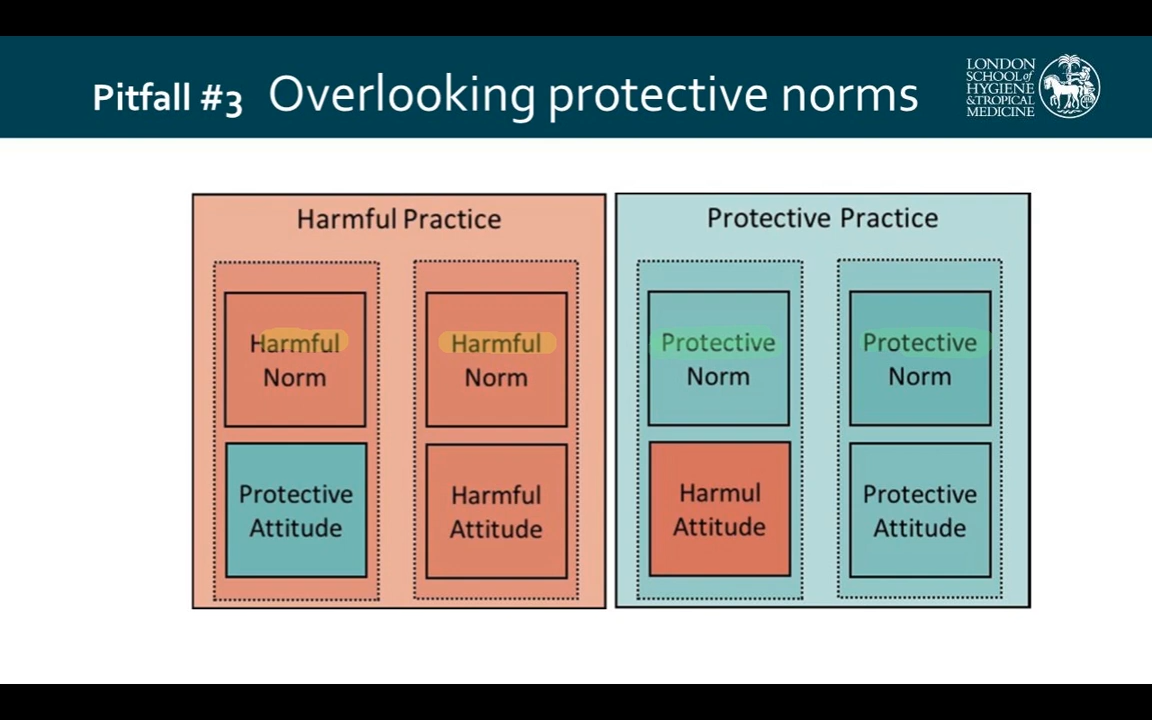 Pitfall #3 Overlooking protective norms
LONDON
SCHOOL of
HYGIENE
& TROPICAL
MEDICINE
Harmful Practice
Harmful
Norm
Protective
Attitude
Harmful
Norm
Harmful
Attitude
Protective Practice
Protective
Norm
Harmul
Attitude
Protective
Norm
Protective
Attitude